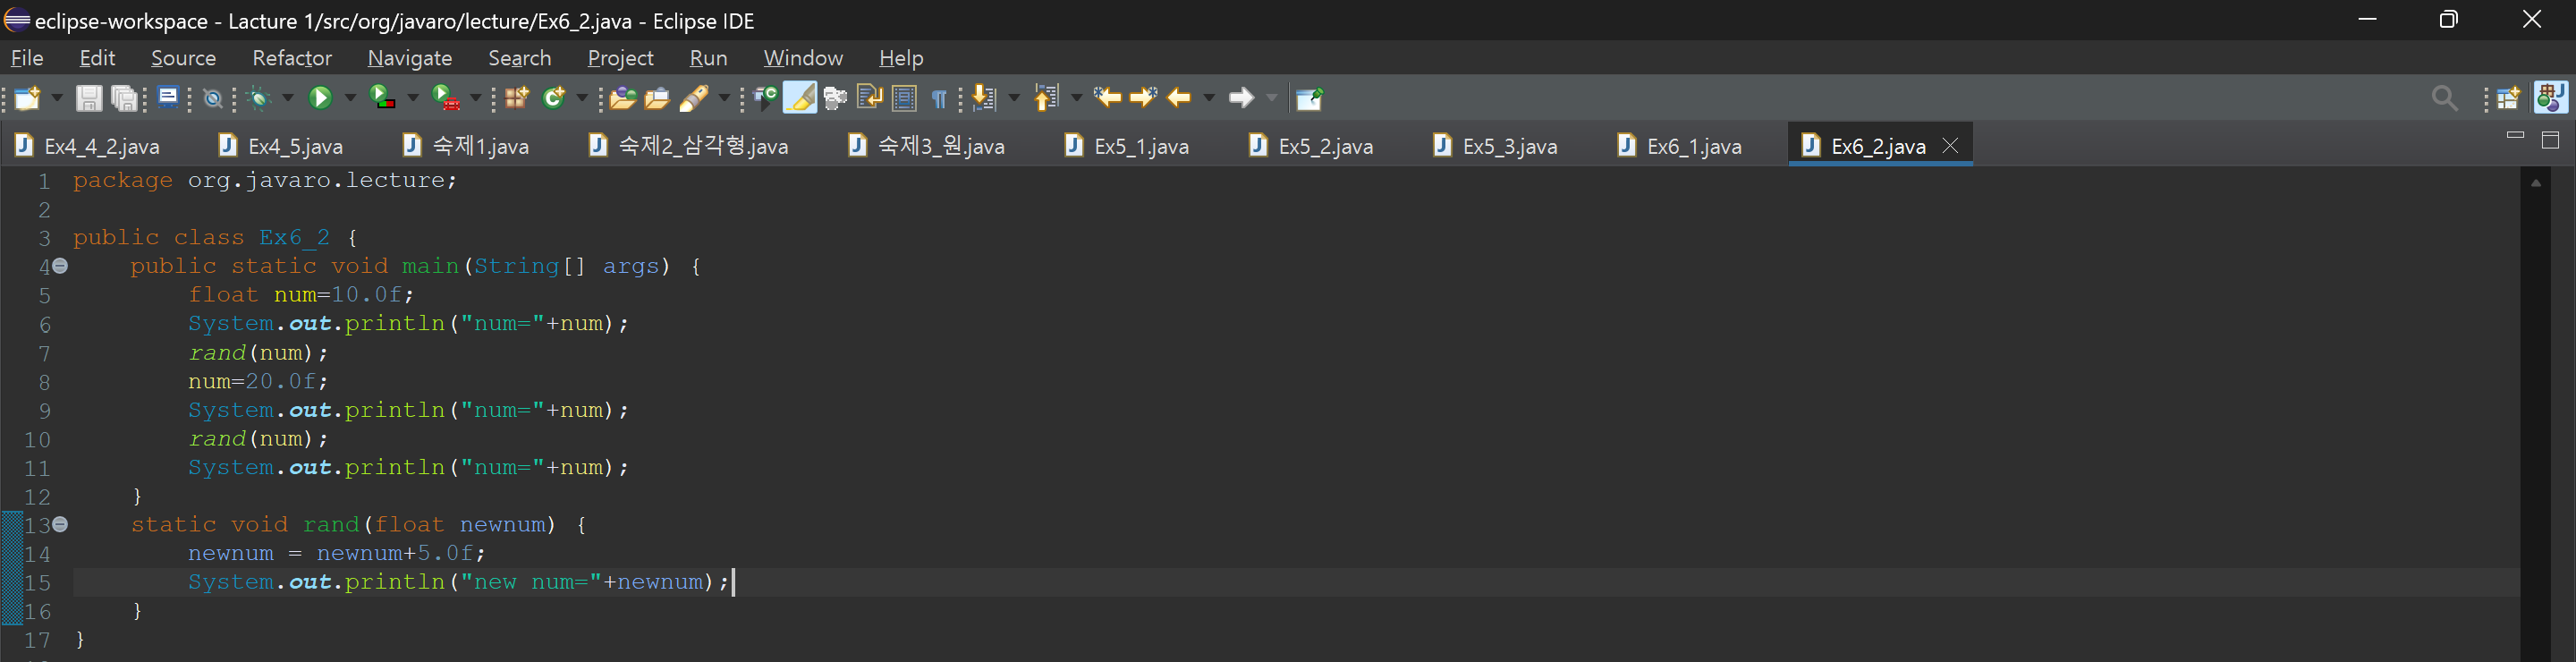 eclipse-workspace - Lacture 1/src/org/javaro/lecture/Ex6_2.java - Eclipse IDE
File Edit Source Refactor Navigate Search Project Run Window Help
Ex4_4_2.java Ex4_5.java 숙제1.java 숙제2_삼각형.java 숙제3_원.java Ex5_1.java Ex5_2.java Ex5_3.java Ex6_1.java Ex6_2.java
1 package org.javaro.lecture;
2
3 public class Ex6_2 {
4 public static void main(String[] args) {
5 float num=10.0f;
6 System.out.println("num="+num);
7 rand(num);
8 num=20.0f;
9 System.out.println("num="+num);
10 rand(num);
11 System.out.println("num="+num);
12 }
13 static void rand(float newnum) {
14 newnum = newnum+5.0f;
15 System.out.println("new num="+newnum);
16 }
17 }